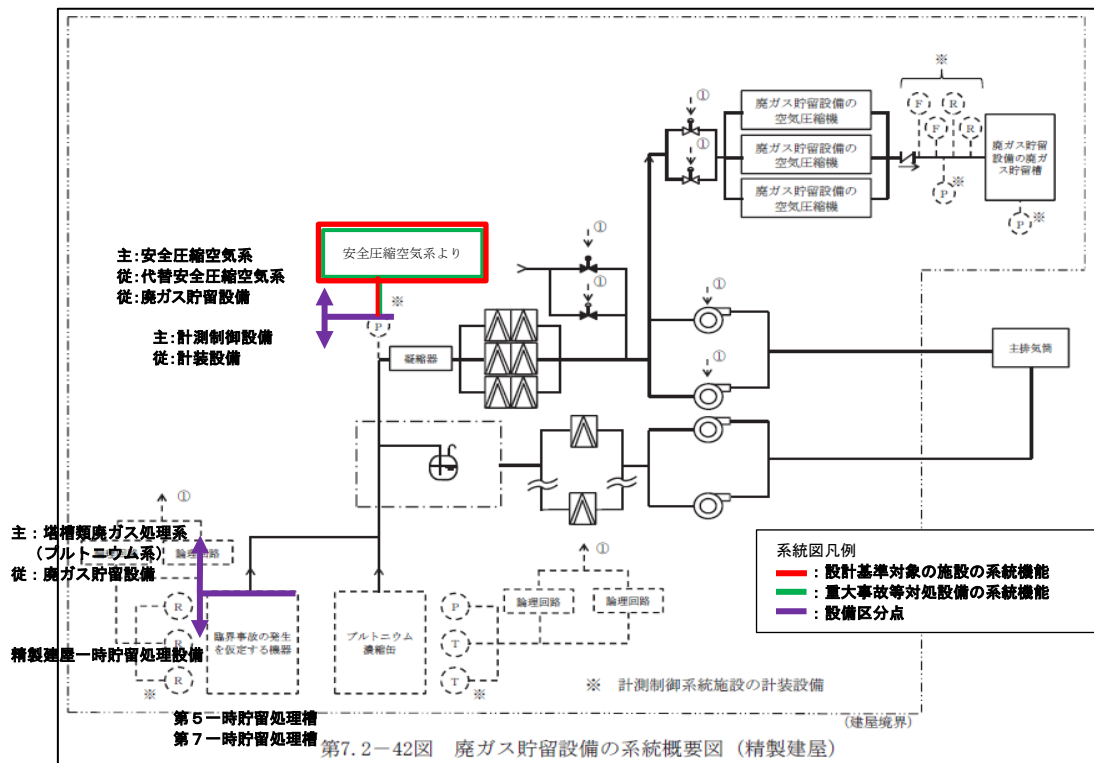 ※
①
F
R
廃ガス貯留設備の
空気圧縮機
F
R
①
廃ガス貯留設備の
空気圧縮機
廃ガス貯留
設備の廃ガ
ス貯留槽
廃ガス貯留設備の
空気圧縮機
P
※
P
※
主:安全圧縮空気系
従:代替安全圧縮空気系
従:廃ガス貯留設備
安全圧縮空気系より
①
※
P
①
①
主:計測制御設備
従:計装設備
凝縮器
①
主排気筒
①
①
主：塔槽類廃ガス処理系
（プルトニウム系）
従：廃ガス貯留設備
論理回路
論理回路
論理回路
R
R
R
※
精製建屋一時貯留処理設備
臨界事故の発生
を仮定する機器
プルトニウム
濃縮缶
P
T
T
※
系統図凡例
：設計基準対象の施設の系統機能
：重大事故等対処設備の系統機能
：設備区分点
※　計測制御系統施設の計装設備
第５一時貯留処理槽
第７一時貯留処理槽
(建屋境界)
第7.2－42図　廃ガス貯留設備の系統概要図（精製建屋）